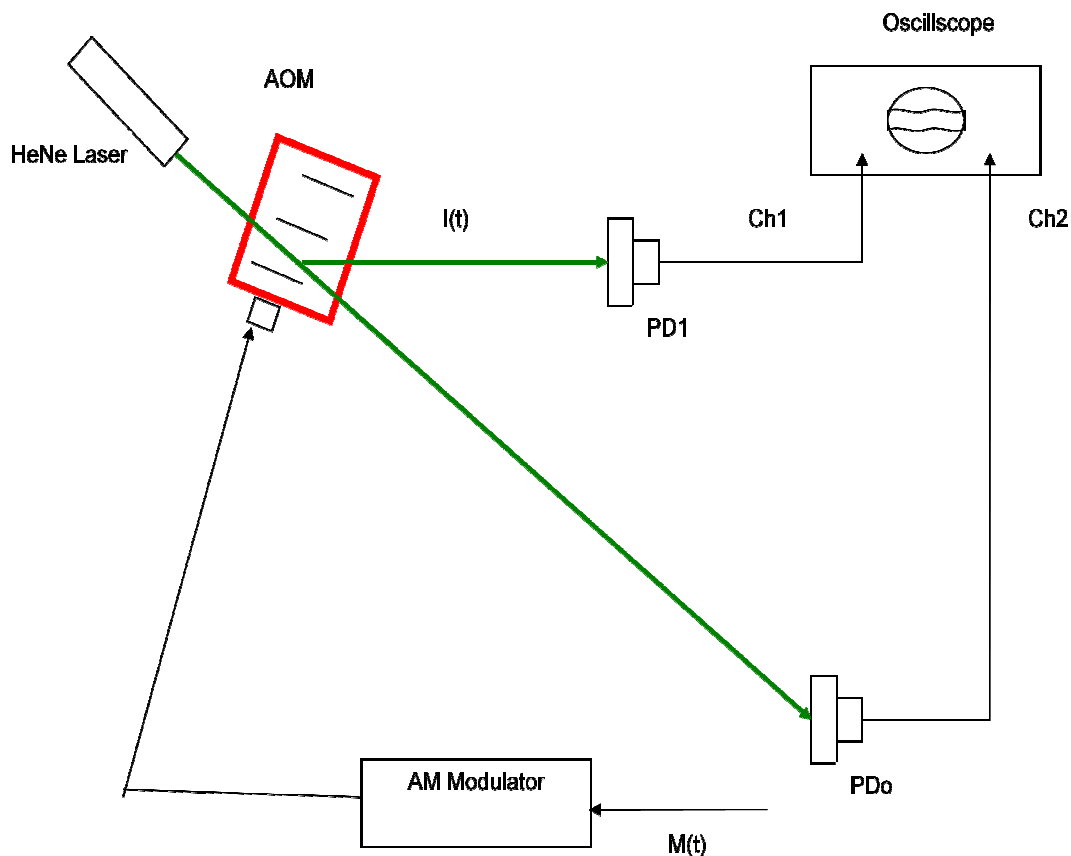 Oscillscope
AOM
HeNe Laser
I(t)
Ch1
Ch2
PD1
AM Modulator
PDo
M(t)